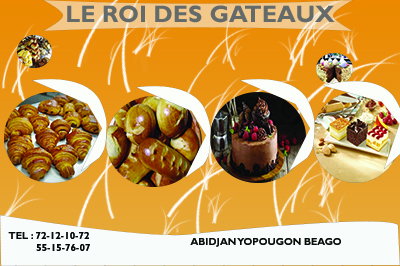 LE ROI DES GATEAUX
TEL : 72-12-10-72
55-15-76-07
ABIDJAN YOPOUGON BEAGO